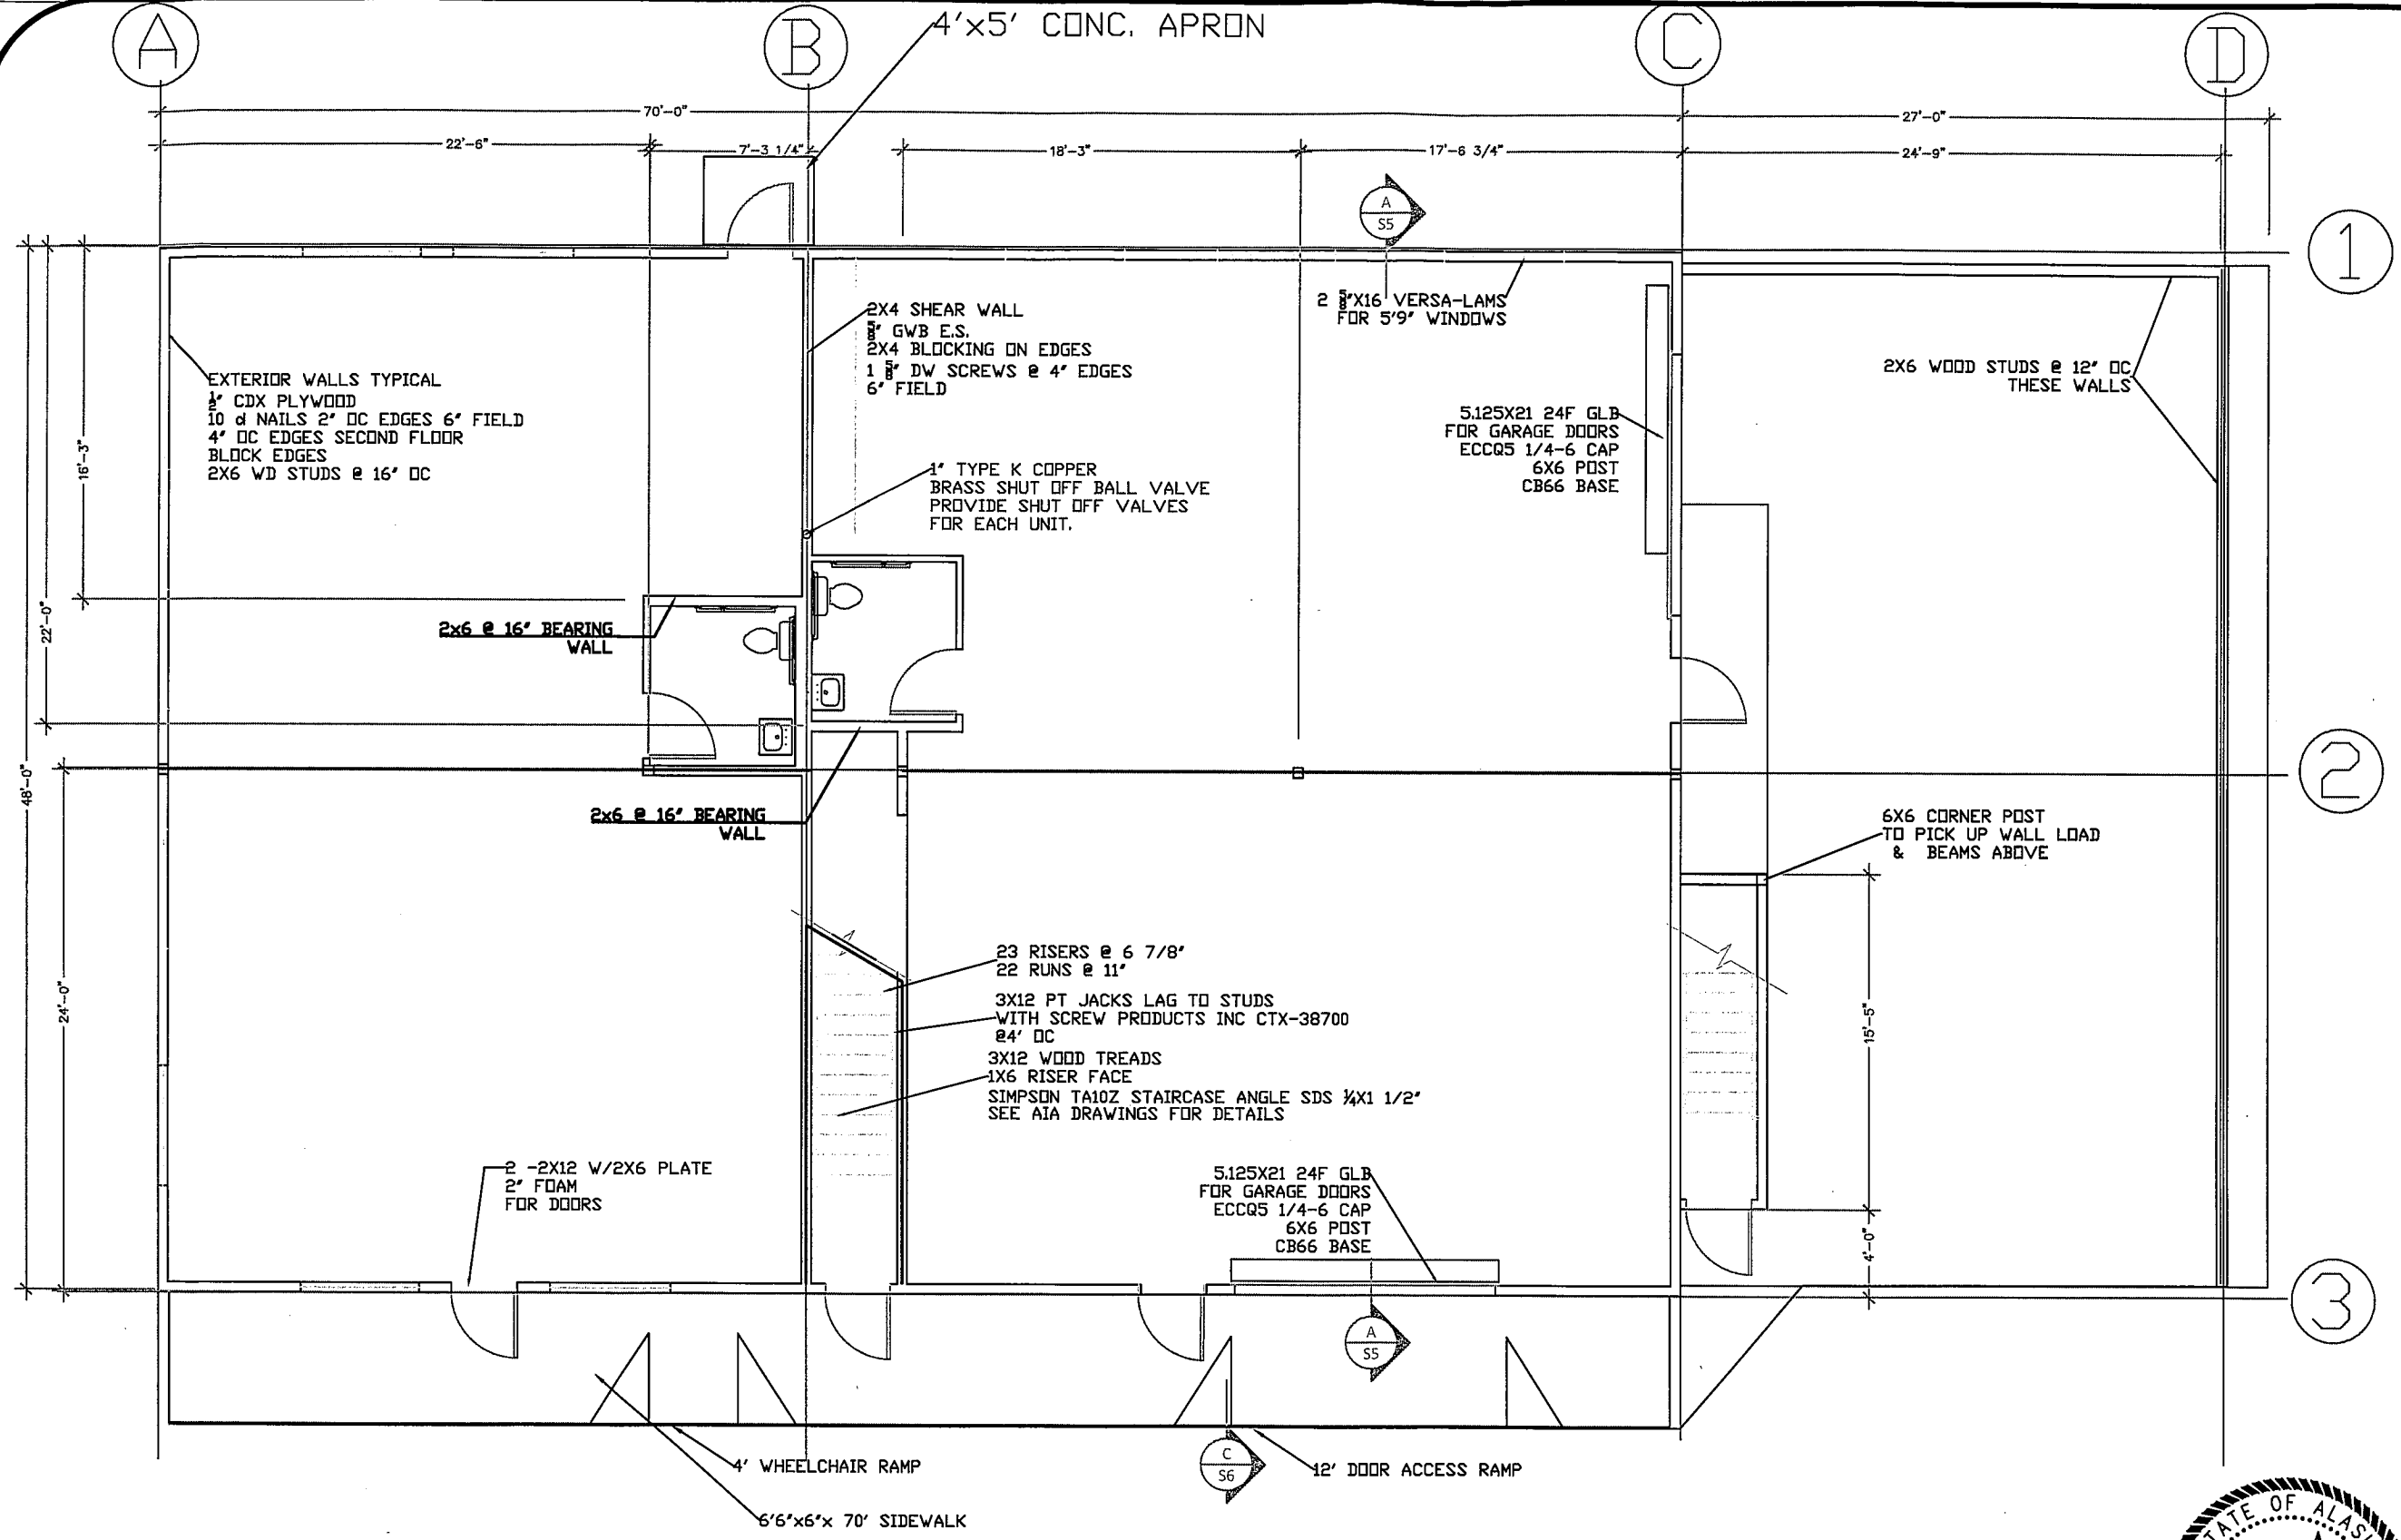 4'x5' CONC. APRON
A
B
C
D
70'-0"
27'-0"
22'-6"
7'-3 1/4"
18'-3"
17'-6 3/4"
24'-9"
A
S5
1
2X4 SHEAR WALL
5/8" GWB E.S.
2X4 BLOCKING ON EDGES
1 5/8" DW SCREWS @ 4" EDGES
6" FIELD
2 5/8"X16 VERSA-LAMS
FOR 5'9" WINDOWS
EXTERIOR WALLS TYPICAL
1/2" CDX PLYWOOD
10 d NAILS 2" OC EDGES 6" FIELD
4" OC EDGES SECOND FLOOR
BLOCK EDGES
2X6 WD STUDS @ 16" OC
2X6 WOOD STUDS @ 12" OC
THESE WALLS
5.125X21 24F GLB
FOR GARAGE DOORS
ECCQ5 1/4-6 CAP
6X6 POST
CB66 BASE
16'-3"
1" TYPE K COPPER
BRASS SHUT OFF BALL VALVE
PROVIDE SHUT OFF VALVES
FOR EACH UNIT.
22'-0"
2x6 @ 16" BEARING
WALL
48'-0"
2
2x6 @ 16" BEARING
WALL
6X6 CORNER POST
TO PICK UP WALL LOAD
& BEAMS ABOVE
24'-0"
23 RISERS @ 6 7/8"
22 RUNS @ 11"
3X12 PT JACKS LAG TO STUDS
WITH SCREW PRODUCTS INC CTX-38700
@4' OC
3X12 WOOD TREADS
1X6 RISER FACE
SIMPSON TA10Z STAIRCASE ANGLE SDS 1/4X1 1/2"
SEE AIA DRAWINGS FOR DETAILS
15'-5"
2 -2X12 W/2X6 PLATE
2" FOAM
FOR DOORS
5.125X21 24F GLB
FOR GARAGE DOORS
ECCQ5 1/4-6 CAP
6X6 POST
CB66 BASE
4'-0"
3
A
S5
4' WHEELCHAIR RAMP
C
S6
12' DOOR ACCESS RAMP
6'6"x6"x 70' SIDEWALK
OF